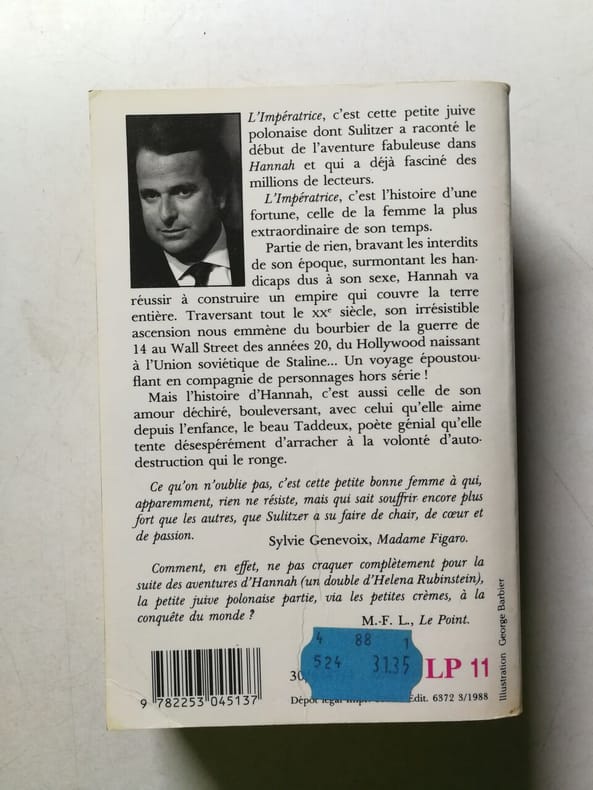 L'Impératrice, c'est cette petite juive
polonaise dont Sulitzer a raconté le
début de l'aventure fabuleuse dans
Hannah et qui a déjà fasciné des
millions de lecteurs.
L'Impératrice, c'est l'histoire d'une
fortune, celle de la femme la plus
extraordinaire de son temps.
Partie de rien, bravant les interdits
de son époque, surmontant les han-
dicaps dus à son sexe, Hannah va
réussir à construire un empire qui couvre la terre
entière. Traversant tout le XXe siècle, son irrésistible
ascension nous emmène du bourbier de la guerre de
14 au Wall Street des années 20, du Hollywood naissant
à l'Union soviétique de Staline... Un voyage époustou-
flant en compagnie de personnages hors série !
Mais l'histoire d'Hannah, c'est aussi celle de son
amour déchiré, bouleversant, avec celui qu'elle aime
depuis l'enfance, le beau Taddeux, poète génial qu'elle
tente désespérément d'arracher à la volonté d'auto-
destruction qui le ronge.
Ce qu'on n'oublie pas, c'est cette petite bonne femme à qui,
apparemment, rien ne résiste, mais qui sait souffrir encore plus
fort que les autres, que Sulitzer a su faire de chair, de cœur et
de passion.
Sylvie Genevoix, Madame Figaro.
Comment, en effet, ne pas craquer complètement pour la
suite des aventures d'Hannah (un double d'Helena Rubinstein),
la petite juive polonaise partie, via les petites crèmes, à la
conquête du monde ?
M.-F. L., Le Point.
4 88 1
524 31.35
30/
LP 11
9 782253 045137
Dépôt légal Édit. 6372 3/1988
Illustration George Barbier